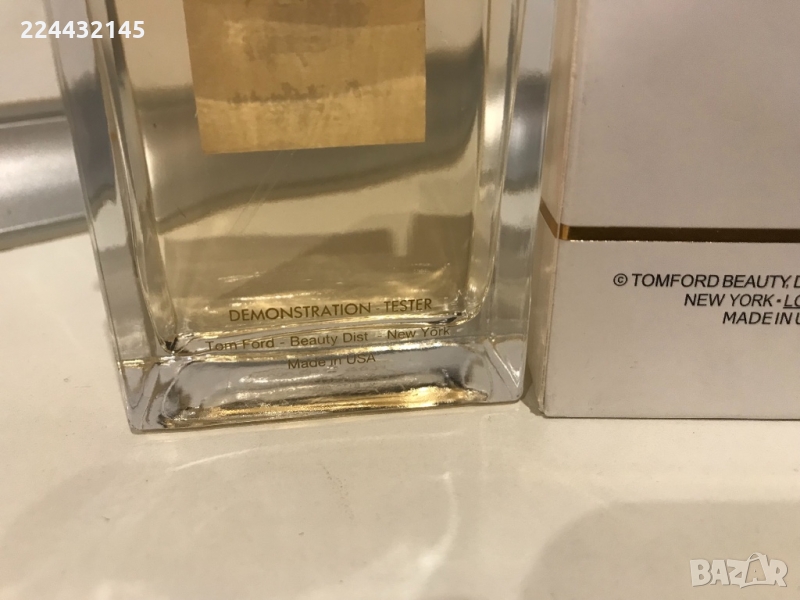 224432145
DEMONSTRATION - TESTER
Tom Ford - Beauty Dist - New York
Made in USA
© TOMFORD BEAUTY, D
NEW YORK • LO
MADE IN U
BAZAR